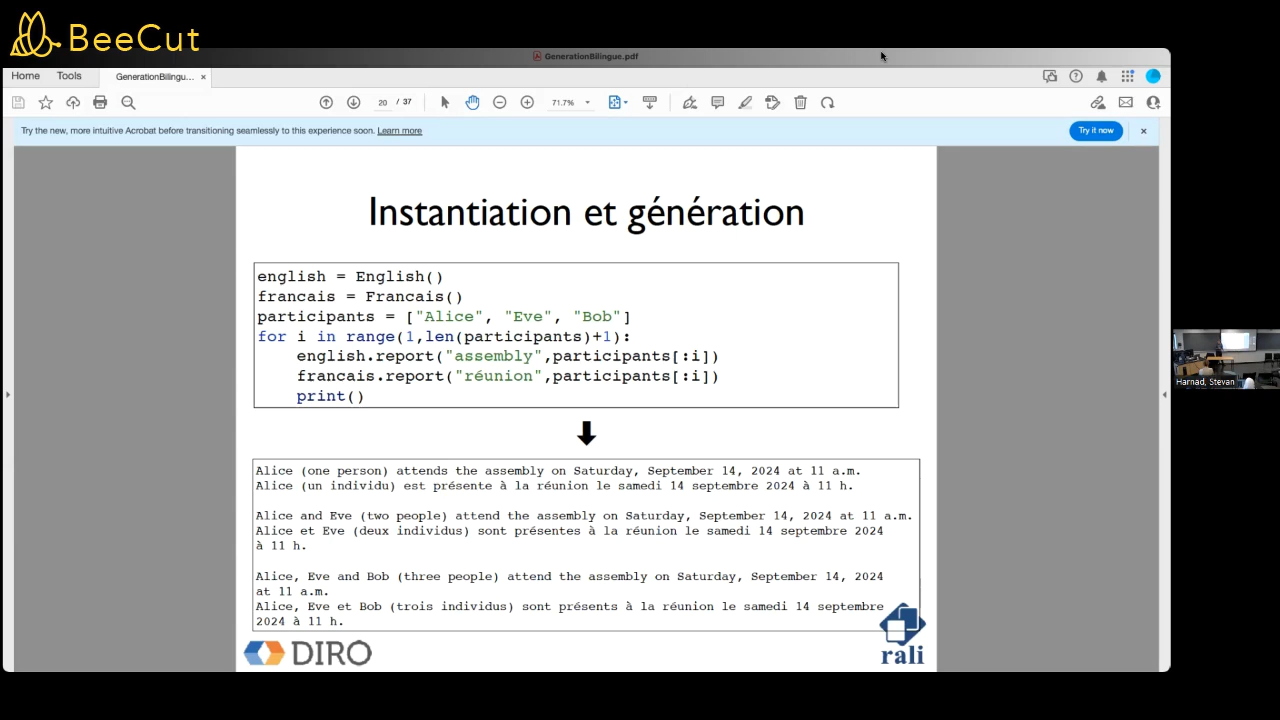 BeeCut
GenerationBilingue.pdf
Home Tools GenerationBilingu... ×
20 / 37 71.7%
Try the new, more intuitive Acrobat before transitioning seamlessly to this experience soon. Learn more Try it now ×
Instantiation et génération
english = English()
francais = Francais()
participants = ["Alice", "Eve", "Bob"]
for i in range(1,len(participants)+1):
    english.report("assembly",participants[:i])
    francais.report("réunion",participants[:i])
    print()
Alice (one person) attends the assembly on Saturday, September 14, 2024 at 11 a.m.
Alice (un individu) est présente à la réunion le samedi 14 septembre 2024 à 11 h.
Alice and Eve (two people) attend the assembly on Saturday, September 14, 2024 at 11 a.m.
Alice et Eve (deux individus) sont présentes à la réunion le samedi 14 septembre 2024
à 11 h.
Alice, Eve and Bob (three people) attend the assembly on Saturday, September 14, 2024
at 11 a.m.
Alice, Eve et Bob (trois individus) sont présents à la réunion le samedi 14 septembre
2024 à 11 h.
DIRO
rali
Harnad, Stevan